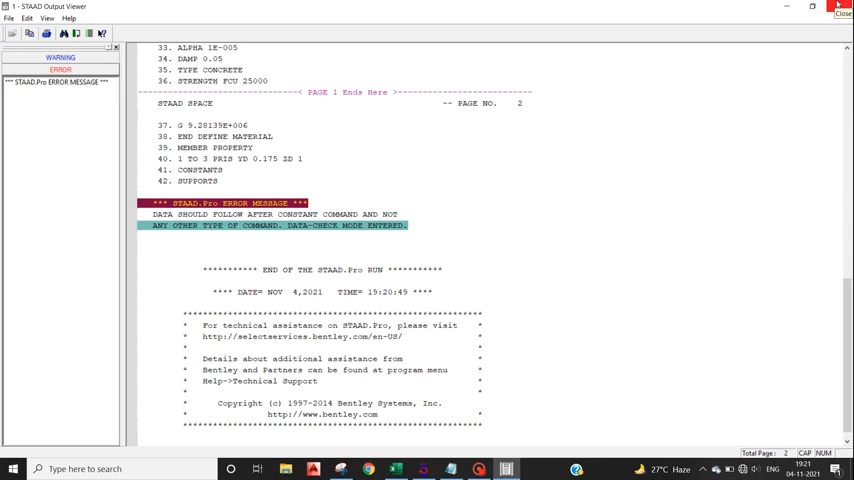 1 - STAAD Output Viewer
Close
File Edit View Help
WARNING
ERROR
*** STAAD.Pro ERROR MESSAGE ***
33. ALPHA 1E-005
34. DAMP 0.05
35. TYPE CONCRETE
36. STRENGTH FCU 25000
---------------------------------< PAGE 1 Ends Here >----------------------------
STAAD SPACE -- PAGE NO. 2
37. G 9.28139E+006
38. END DEFINE MATERIAL
39. MEMBER PROPERTY
40. 1 TO 3 PRIS YD 0.175 ZD 1
41. CONSTANTS
42. SUPPORTS
*** STAAD.Pro ERROR MESSAGE ***
DATA SHOULD FOLLOW AFTER CONSTANT COMMAND AND NOT
ANY OTHER TYPE OF COMMAND. DATA-CHECK MODE ENTERED.
*********** END OF THE STAAD.Pro RUN ***********
**** DATE= NOV 4,2021 TIME= 19:20:49 ****
************************************************************
* For technical assistance on STAAD.Pro, please visit *
* http://selectservices.bentley.com/en-US/ *
* *
* Details about additional assistance from *
* Bentley and Partners can be found at program menu *
* Help->Technical Support *
* *
* Copyright (c) 1997-2014 Bentley Systems, Inc. *
* http://www.bentley.com *
************************************************************
Total Page: 2 CAP NUM
Type here to search
27°C Haze
ENG
19:21
04-11-2021